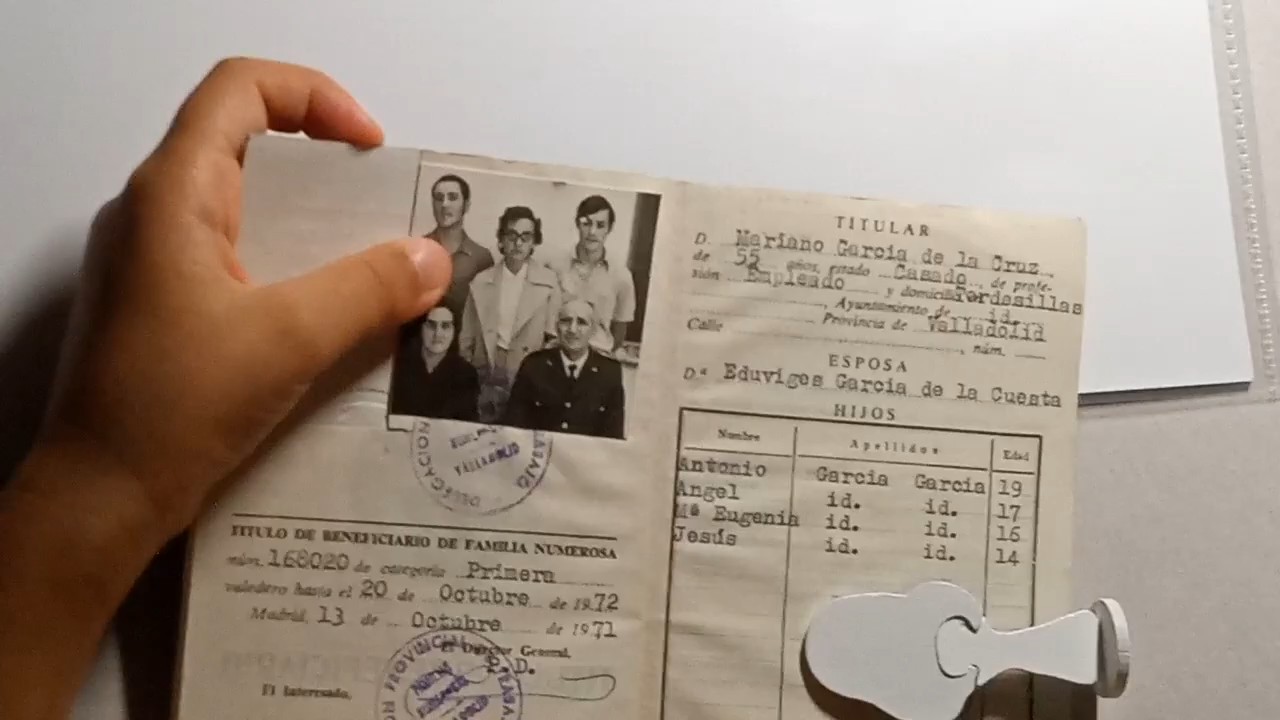 DELEGACION
TRABAJO
VALLADOLID
TITULO DE BENEFICIARIO DE FAMILIA NUMEROSA
núm. 168020 de categoría Primera
valedero hasta el 20 de Octubre de 1972
Madrid, 13 de Octubre de 1971
El Director General,
P. D.
El Interesado,
PROVINCIAL
TITULAR
D. Mariano Garcia de la Cruz,
de 55 años, estado Casado, de profe-
sión Empleado y domicilio Tordesillas
, Ayuntamiento de id.
Provincia de Valladolid
Calle , núm.
ESPOSA
D.ª Eduviges Garcia de la Cuesta
HIJOS
Nombre Apellidos Edad
Antonio Garcia Garcia 19
Angel id. id. 17
Mª Eugenia id. id. 16
Jesús id. id. 14